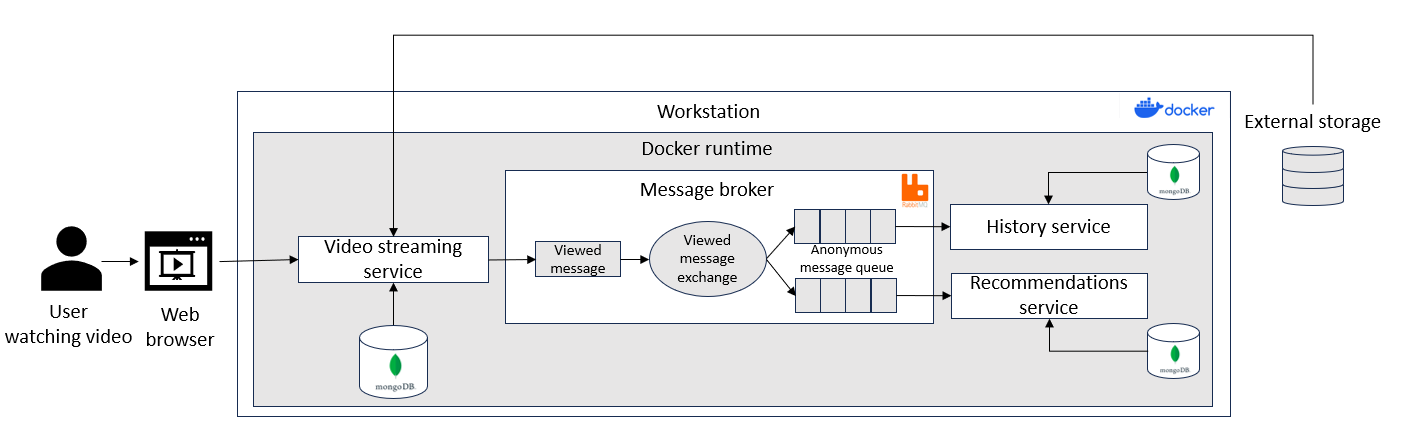 Workstation
docker
External storage
Docker runtime
Message broker
RabbitMQ
mongoDB
Viewed
message
exchange
History service
Video streaming
service
Viewed
message
Anonymous
message queue
Recommendations
service
User
watching video
Web
browser
mongoDB
mongoDB